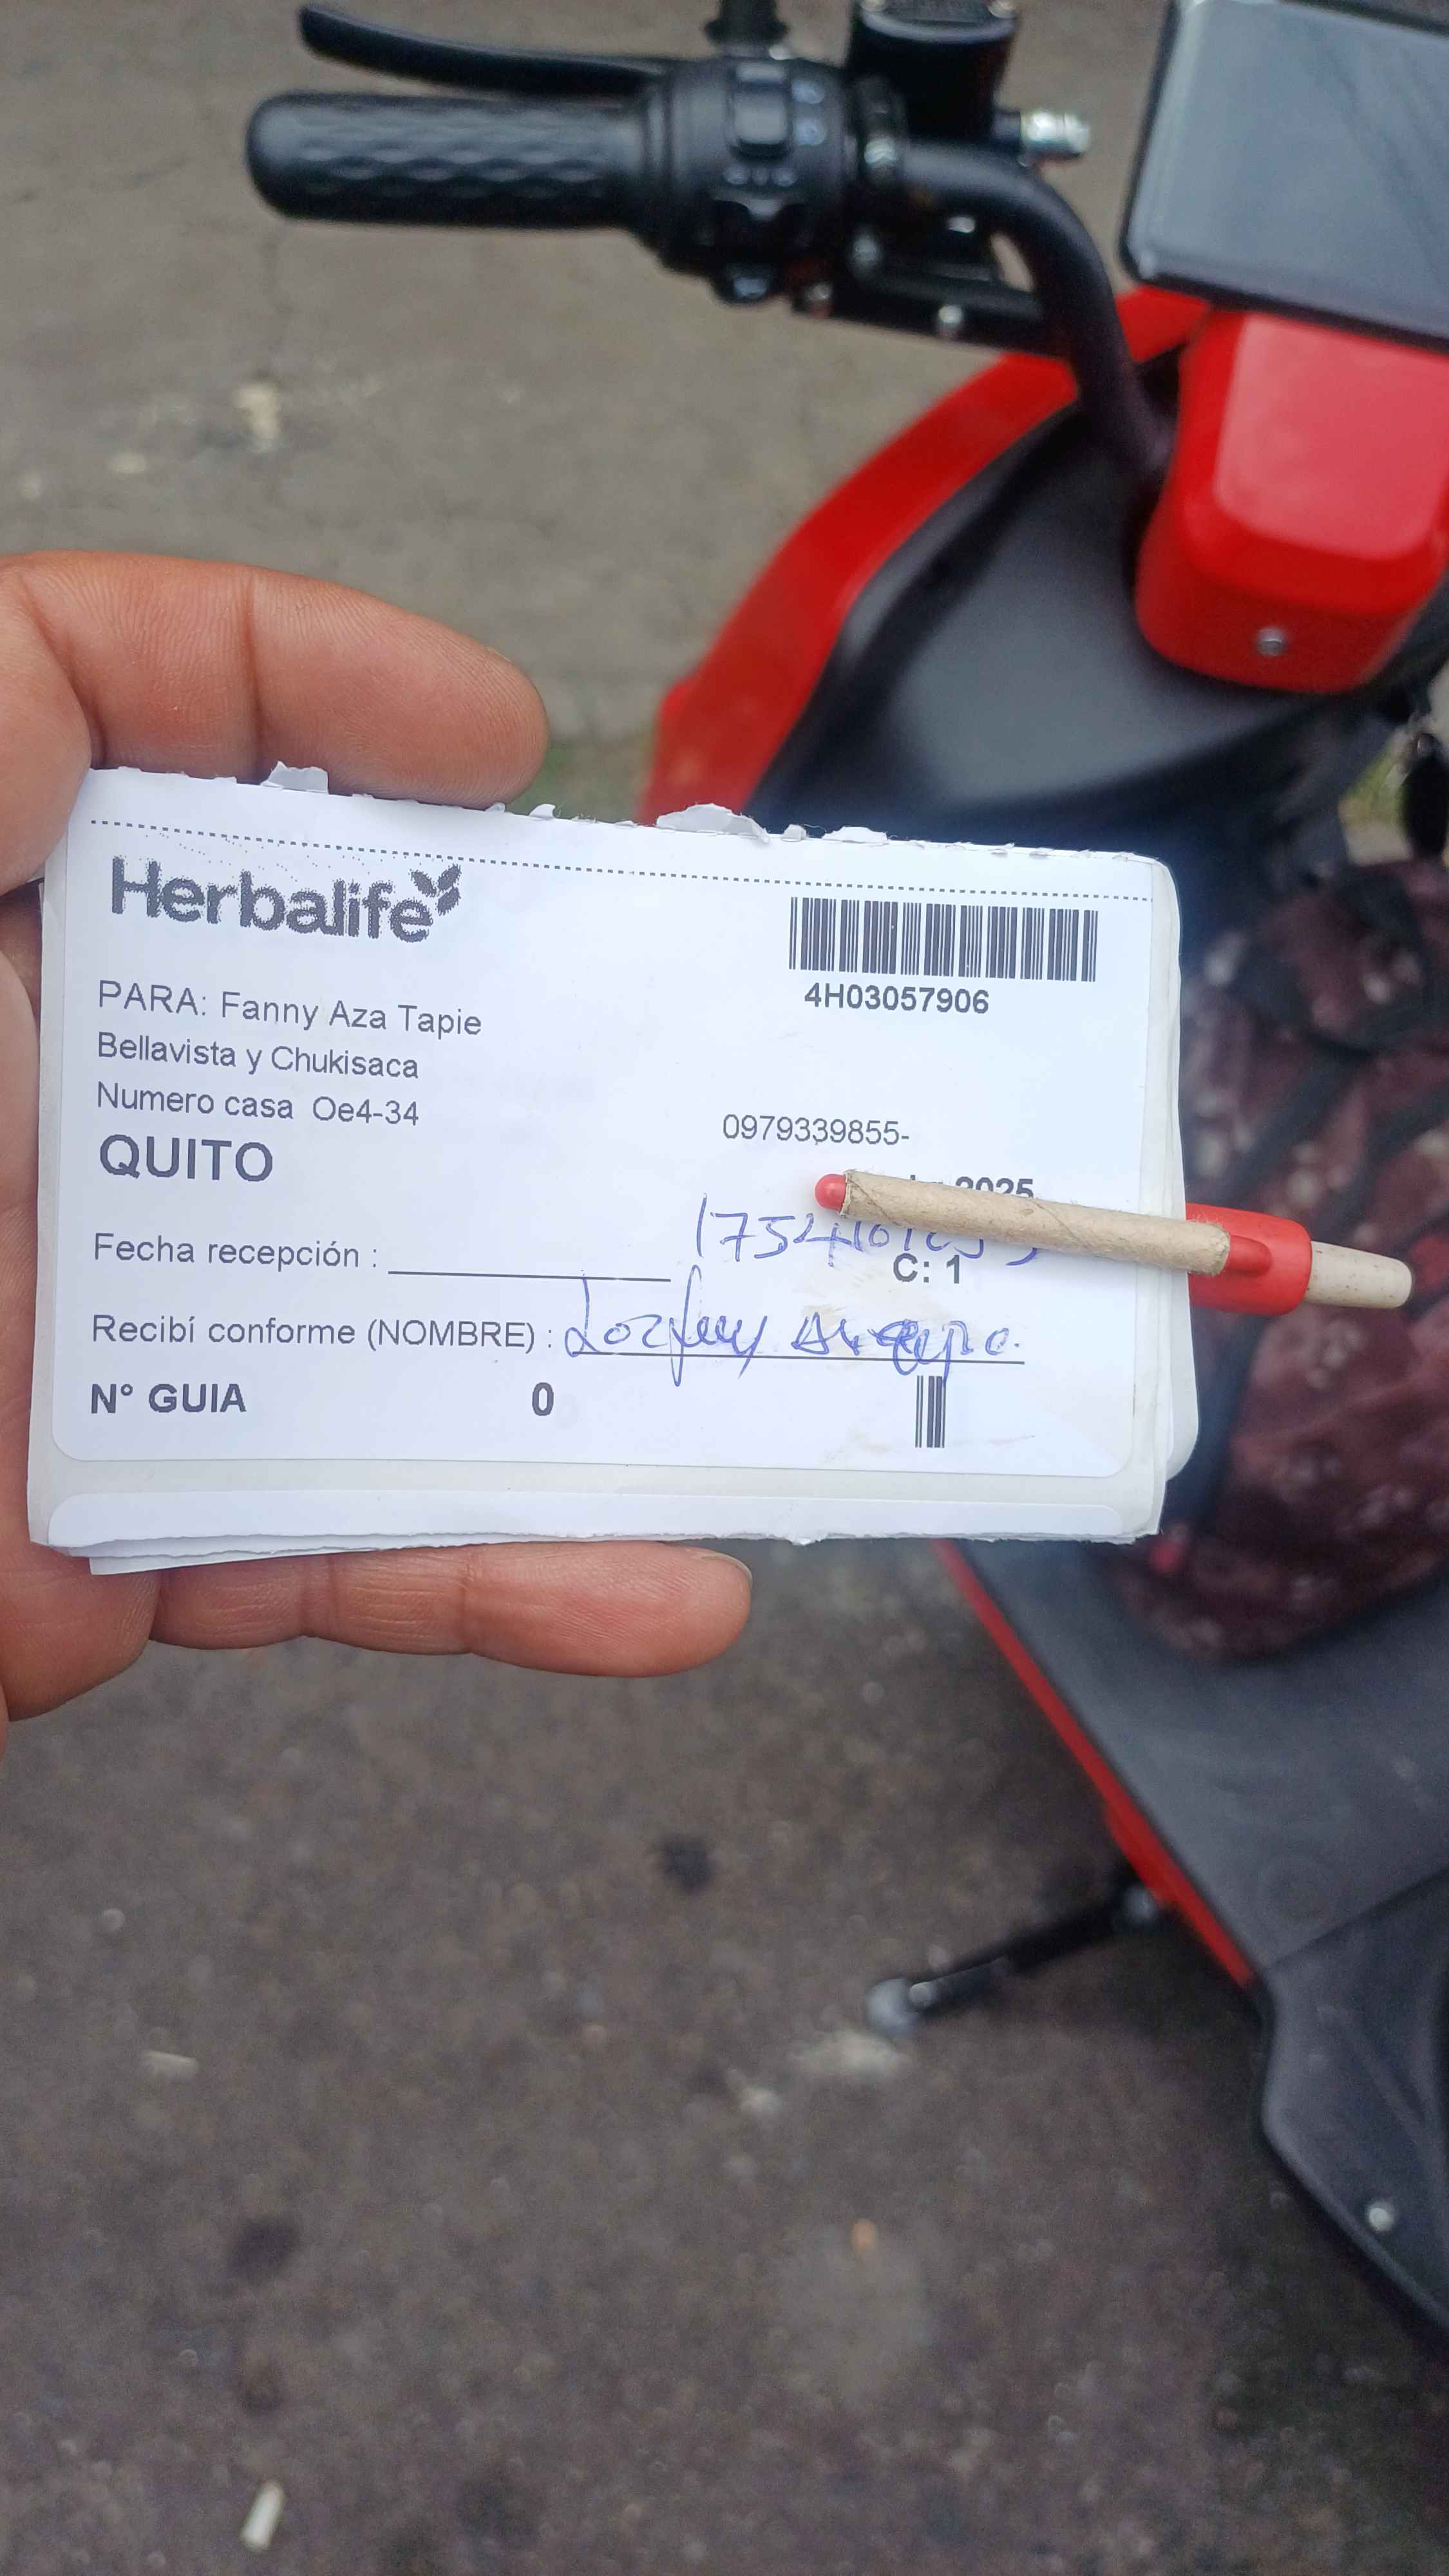 Herbalife
4H03057906
PARA: Fanny Aza Tapie
Bellavista y Chukisaca
Numero casa Oe4-34
0979339855-
QUITO
2025
Fecha recepción :
C: 1
Recibí conforme (NOMBRE) :
N° GUIA 0